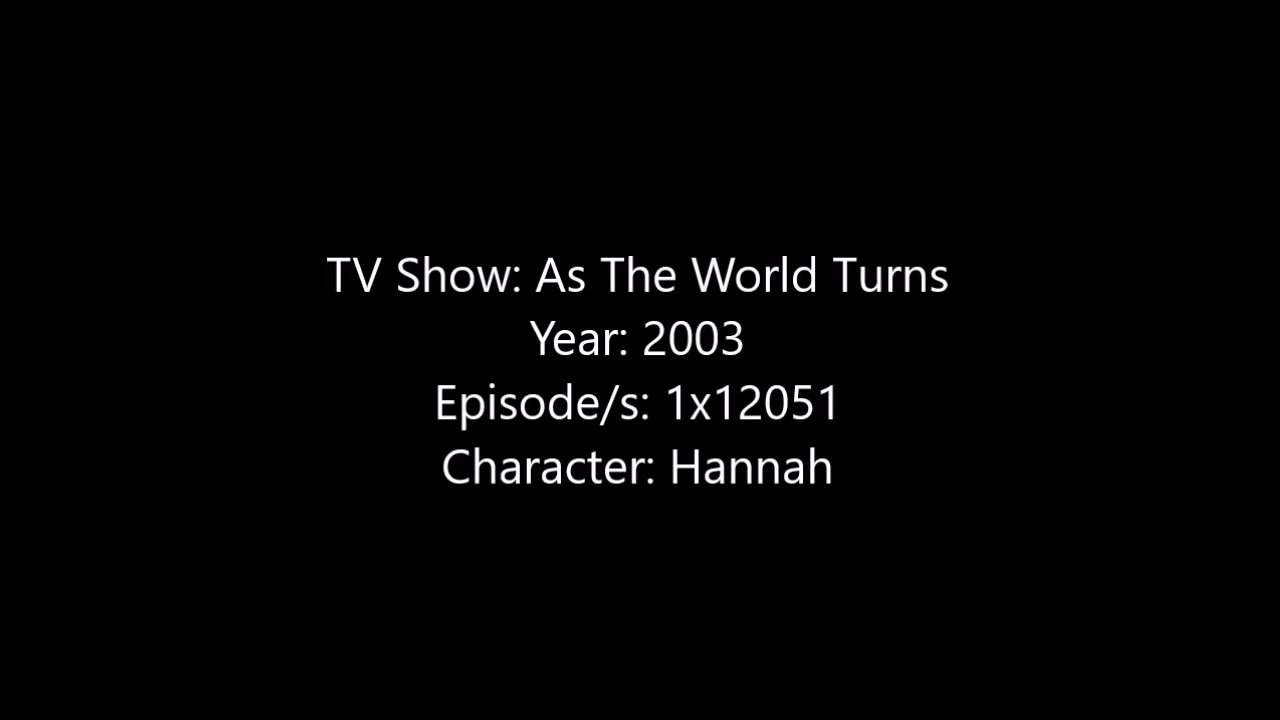 TV Show: As The World Turns
Year: 2003
Episode/s: 1x12051
Character: Hannah